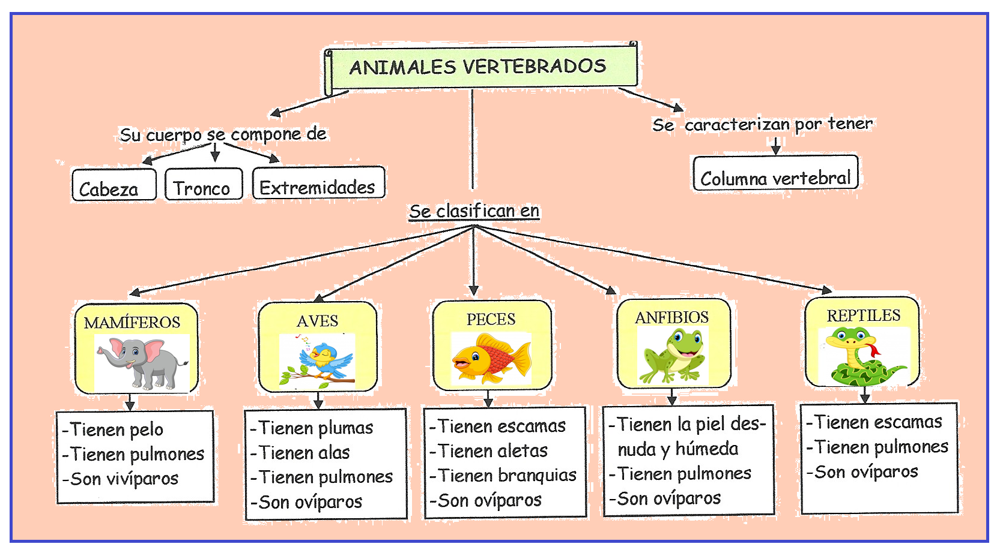 ANIMALES VERTEBRADOS
Su cuerpo se compone de
Se caracterizan por tener
Cabeza
Tronco
Extremidades
Columna vertebral
Se clasifican en
MAMÍFEROS
AVES
PECES
ANFIBIOS
REPTILES
-Tienen pelo
-Tienen pulmones
-Son vivíparos
-Tienen plumas
-Tienen alas
-Tienen pulmones
-Son ovíparos
-Tienen escamas
-Tienen aletas
-Tienen branquias
-Son ovíparos
-Tienen la piel des-
nuda y húmeda
-Tienen pulmones
-Son ovíparos
-Tienen escamas
-Tienen pulmones
-Son ovíparos